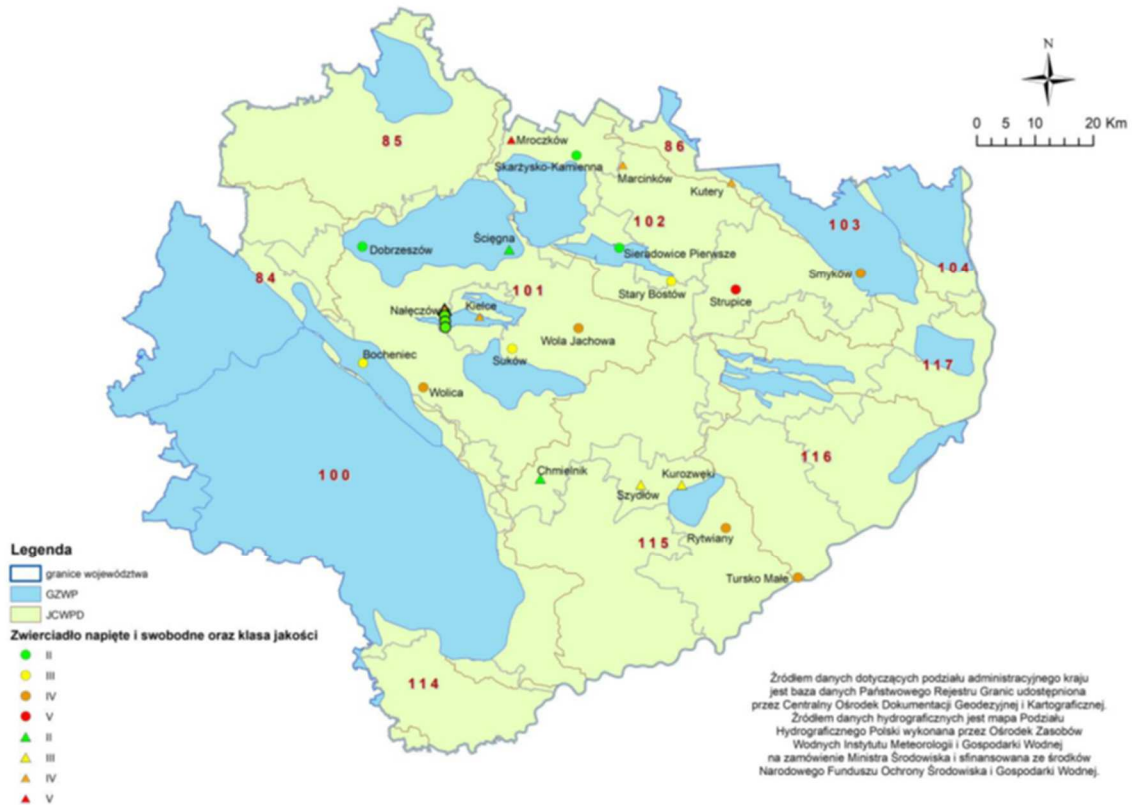 N
0 5 10 20 Km
85
Mroczków
86
Skarżysko-Kamienna
Marcinków
Kutery
102
103
Ścięgna
Dobrzeszów
Sieradowice Pierwsze
84
104
Smyków
101
Stary Bostów
Strupice
Nałęczów
Kielce
Wola Jachowa
Bocheniec
Suków
117
Wolica
116
100
Chmielnik
Kurozwęki
Szydłów
115
Rytwiany
Tursko Małe
114
Legenda
granice województwa
GZWP
JCWPD
Zwierciadło napięte i swobodne oraz klasa jakości
II
III
IV
V
II
III
IV
V
Źródłem danych dotyczących podziału administracyjnego kraju
jest baza danych Państwowego Rejestru Granic udostępniona
przez Centralny Ośrodek Dokumentacji Geodezyjnej i Kartograficznej.
Źródłem danych hydrograficznych jest mapa Podziału
Hydrograficznego Polski wykonana przez Ośrodek Zasobów
Wodnych Instytutu Meteorologii i Gospodarki Wodnej
na zamówienie Ministra Środowiska i sfinansowana ze środków
Narodowego Funduszu Ochrony Środowiska i Gospodarki Wodnej.